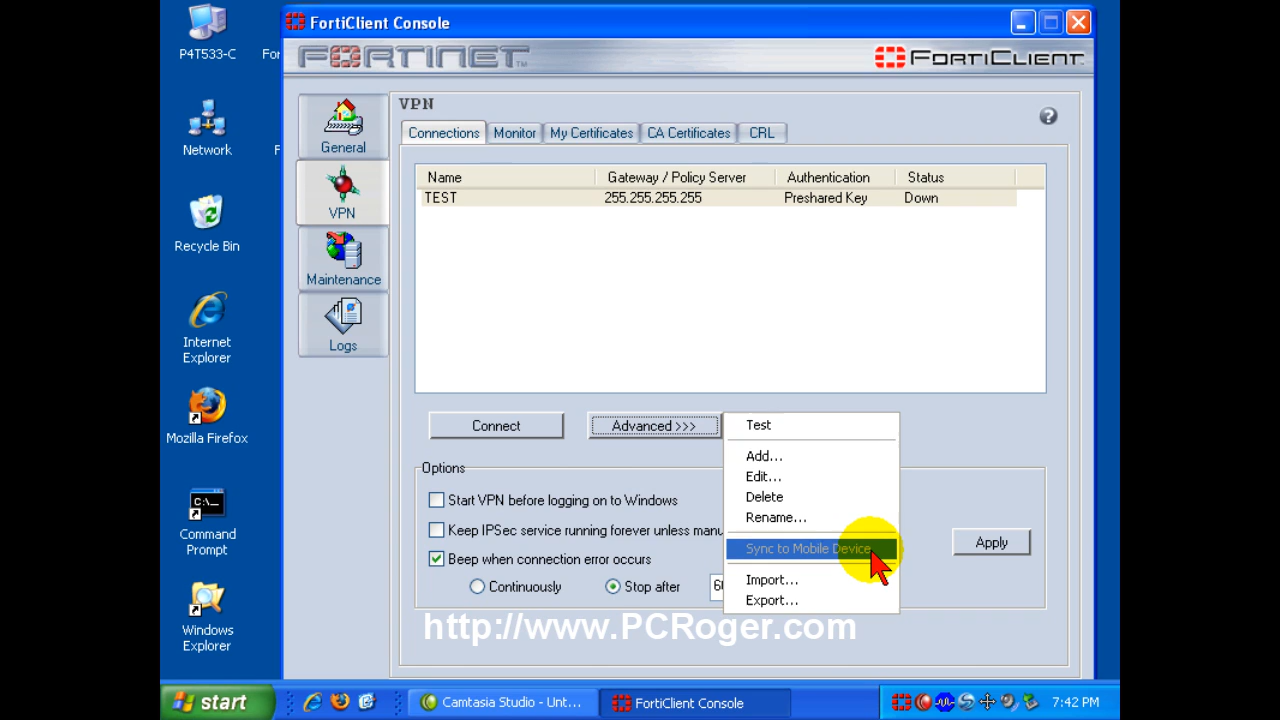 FortiClient Console
FORTINET
FORTICLIENT
P4T533-C
For
Network
F
Recycle Bin
Internet
Explorer
Mozilla Firefox
C:\_
Command
Prompt
Windows
Explorer
General
VPN
Maintenance
Logs
VPN
Connections Monitor My Certificates CA Certificates CRL
Name Gateway / Policy Server Authentication Status
TEST 255.255.255.255 Preshared Key Down
Connect Advanced >>>
Test
Add...
Edit...
Delete
Rename...
Sync to Mobile Device
Import...
Export...
Options
Start VPN before logging on to Windows
Keep IPSec service running forever unless manu
Beep when connection error occurs
Continuously Stop after
Apply
http://www.PCRoger.com
start Camtasia Studio - Unt... FortiClient Console 7:42 PM